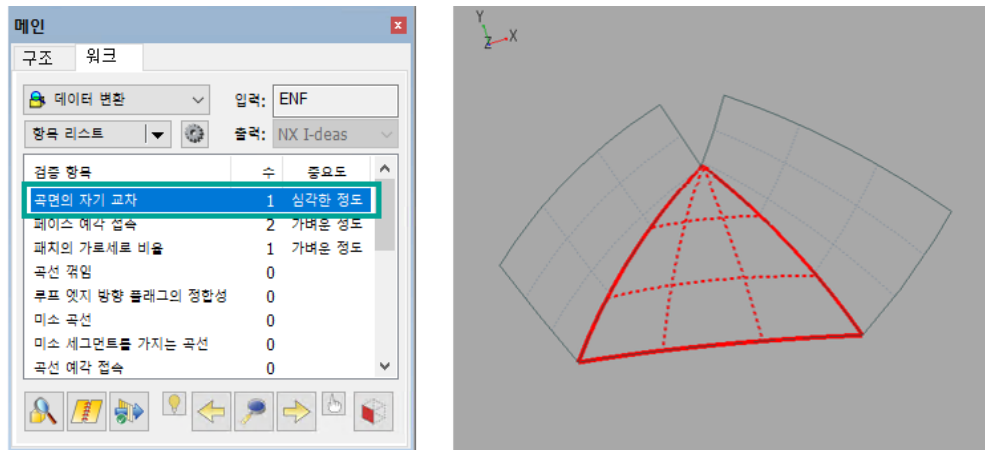 메인
구조 워크
데이터 변환 입력: ENF
항목 리스트 출력: NX I-deas
검증 항목 수 중요도
곡면의 자기 교차 1 심각한 정도
페이스 예각 접속 2 가벼운 정도
패치의 가로세로 비율 1 가벼운 정도
곡선 꺾임 0
루프 엣지 방향 플래그의 정합성 0
미소 곡선 0
미소 세그먼트를 가지는 곡선 0
곡선 예각 접속 0
Y
Z X